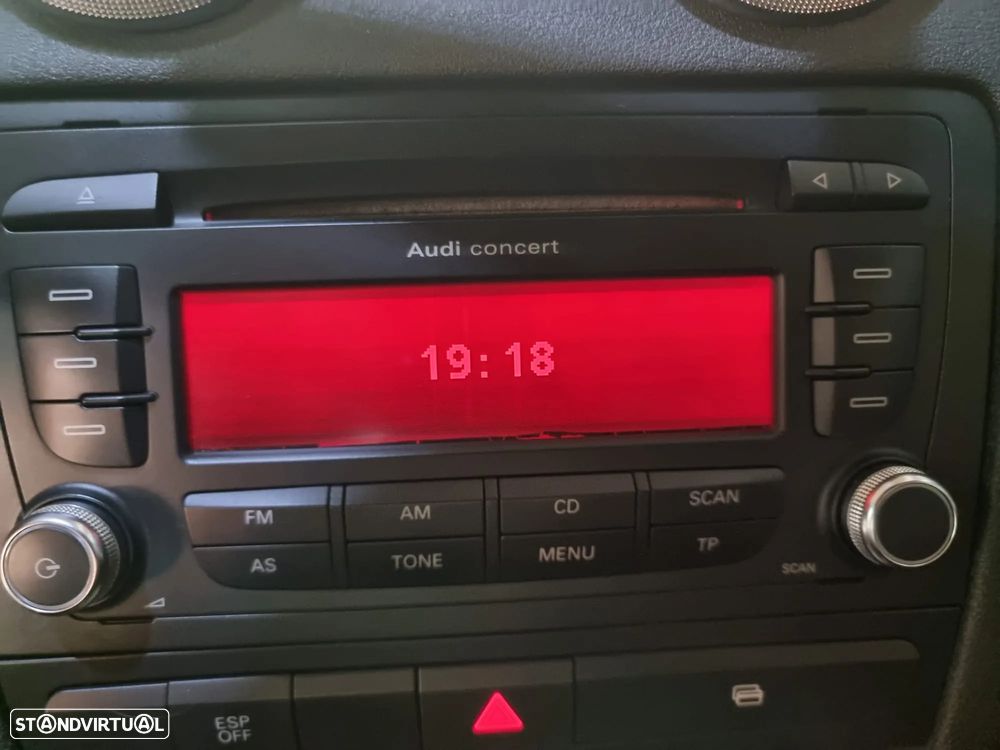 Audi concert
19:18
FM
AM
CD
SCAN
AS
TONE
MENU
TP
SCAN
ESP
OFF
STANDVIRTUAL